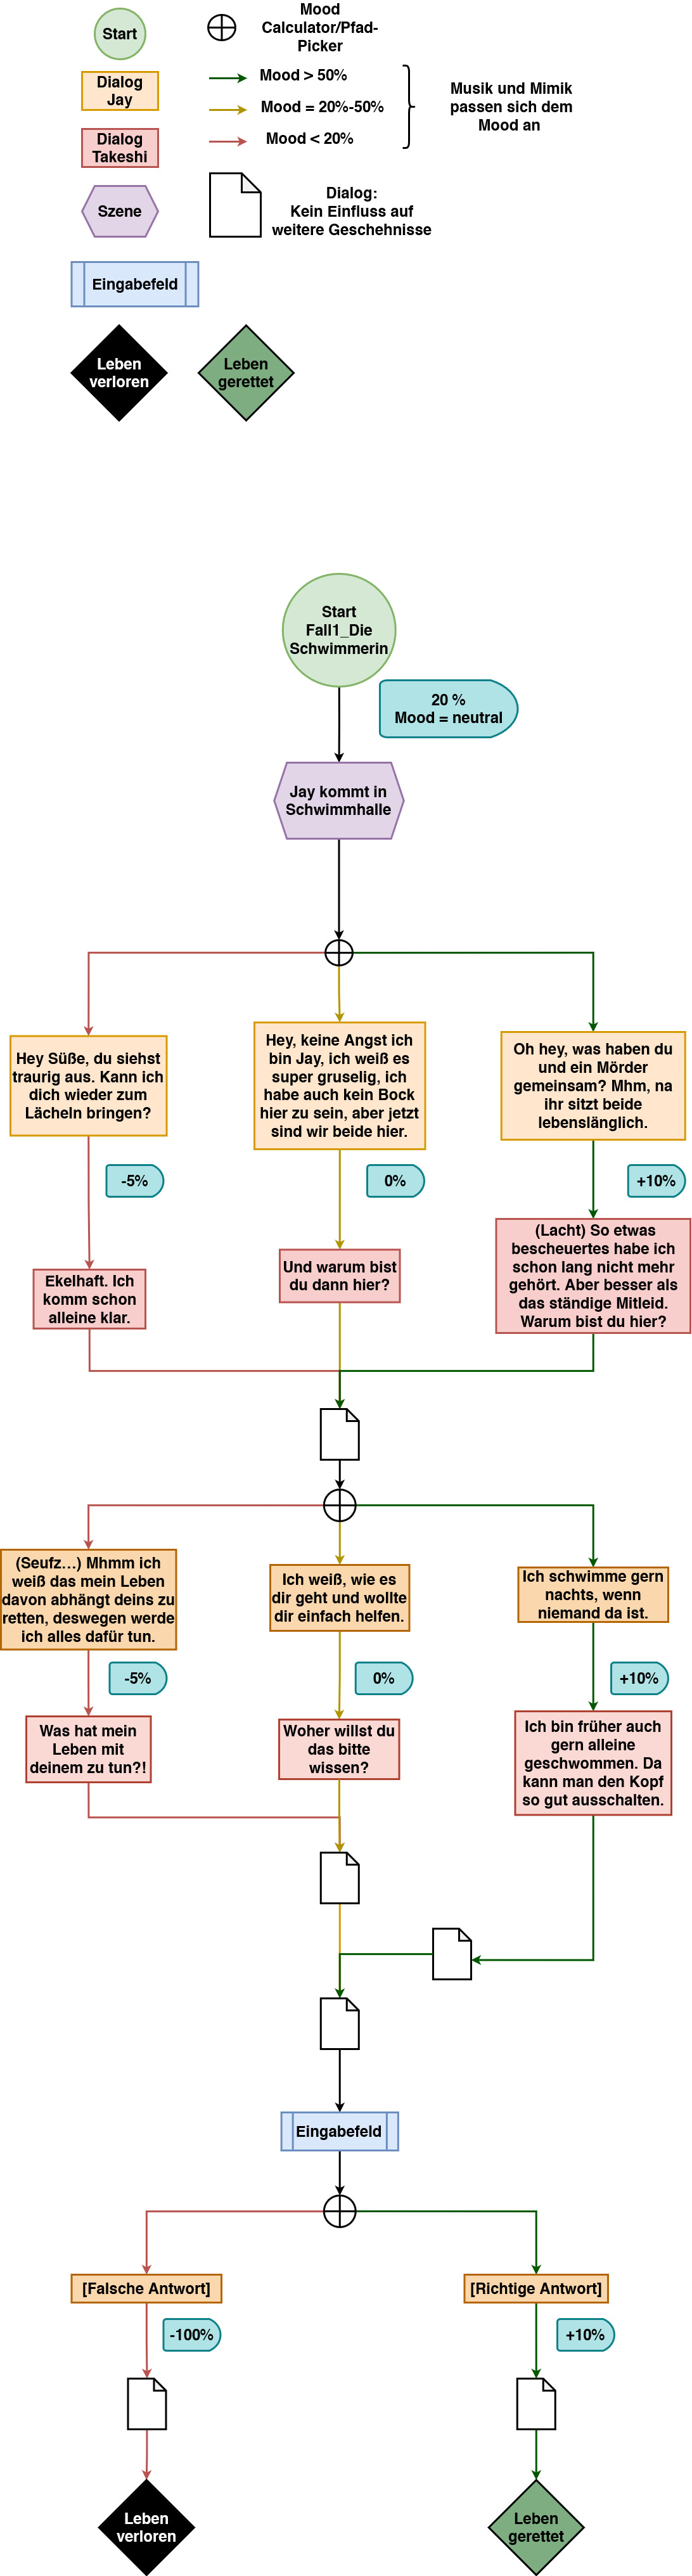 Start
Mood
Calculator/Pfad-
Picker
Dialog
Jay
Mood > 50%
Mood = 20%-50%
Mood < 20%
Musik und Mimik
passen sich dem
Mood an
Dialog
Takeshi
Szene
Dialog:
Kein Einfluss auf
weitere Geschehnisse
Eingabefeld
Leben
verloren
Leben
gerettet
Start
Fall1_Die
Schwimmerin
20 %
Mood = neutral
Jay kommt in
Schwimmhalle
Hey Süße, du siehst
traurig aus. Kann ich
dich wieder zum
Lächeln bringen?
Hey, keine Angst ich
bin Jay, ich weiß es
super gruselig, ich
habe auch kein Bock
hier zu sein, aber jetzt
sind wir beide hier.
Oh hey, was haben du
und ein Mörder
gemeinsam? Mhm, na
ihr sitzt beide
lebenslänglich.
-5%
0%
+10%
Ekelhaft. Ich
komm schon
alleine klar.
Und warum bist
du dann hier?
(Lacht) So etwas
bescheuertes habe ich
schon lang nicht mehr
gehört. Aber besser als
das ständige Mitleid.
Warum bist du hier?
(Seufz...) Mhmm ich
weiß das mein Leben
davon abhängt deins zu
retten, deswegen werde
ich alles dafür tun.
Ich weiß, wie es
dir geht und wollte
dir einfach helfen.
Ich schwimme gern
nachts, wenn
niemand da ist.
-5%
0%
+10%
Was hat mein
Leben mit
deinem zu tun?!
Woher willst du
das bitte
wissen?
Ich bin früher auch
gern alleine
geschwommen. Da
kann man den Kopf
so gut ausschalten.
Eingabefeld
[Falsche Antwort]
[Richtige Antwort]
-100%
+10%
Leben
verloren
Leben
gerettet